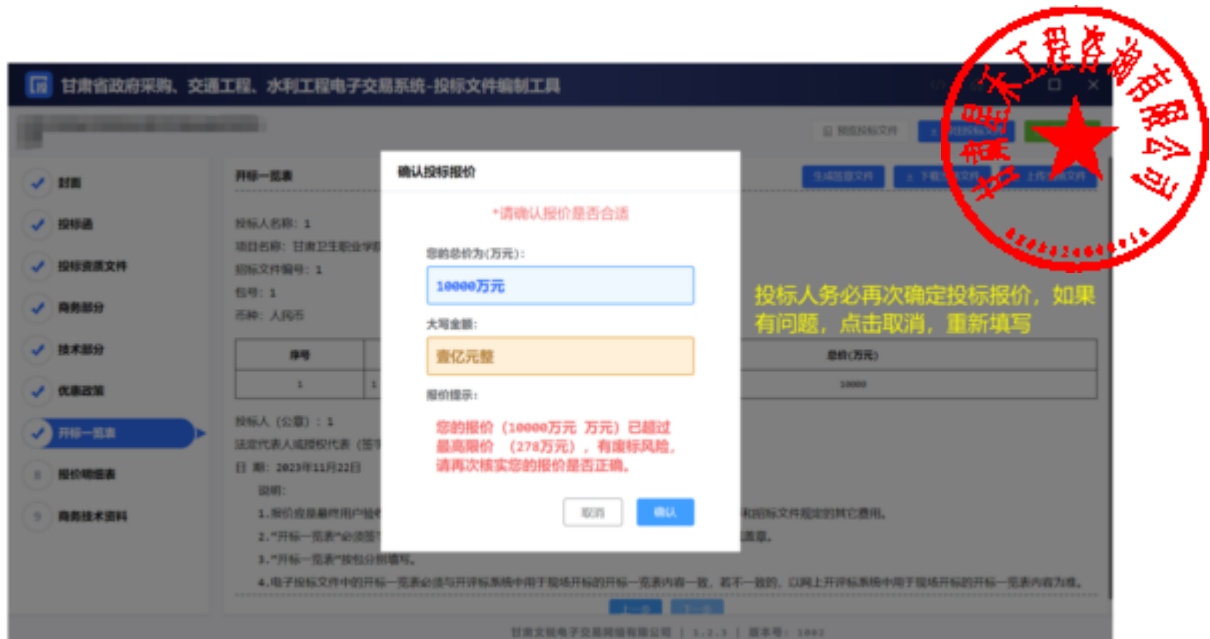 甘肃省政府采购、交通工程、水利工程电子交易系统-投标文件编制工具
预览投标文件
生成签章文件
封面
投标函
投标资质文件
商务部分
技术部分
优惠政策
开标一览表
8 报价明细表
9 商务技术资料
开标一览表
投标人名称: 1
项目名称: 甘肃卫生职业学院
招标文件编号: 1
包号: 1
币种: 人民币
序号
总价(万元)
1
1
10000
投标人 (公章) : 1
法定代表人或授权代表 (签字
日 期: 2023年11月22日
说明:
1.报价应是最终用户验收
和招标文件规定的其它费用。
2."开标一览表"必须签
盖章。
3."开标一览表"按包分别填写。
4.电子投标文件中的开标一览表必须与开评标系统中用于现场开标的开标一览表内容一致, 若不一致的, 以网上开评标系统中用于现场开标的开标一览表内容为准。
确认投标报价
*请确认报价是否合适
您的总价为(万元):
10000万元
大写金额:
壹亿元整
报价提示:
您的报价 (10000万元 万元) 已超过
最高限价 (278万元) , 有废标风险,
请再次核实您的报价是否正确。
取消
确认
投标人务必再次确定投标报价, 如果
有问题, 点击取消, 重新填写
上一步
下一步
甘肃文锐电子交易网络有限公司 | 1.2.3 | 版本号: 1002
工程咨询有限公司